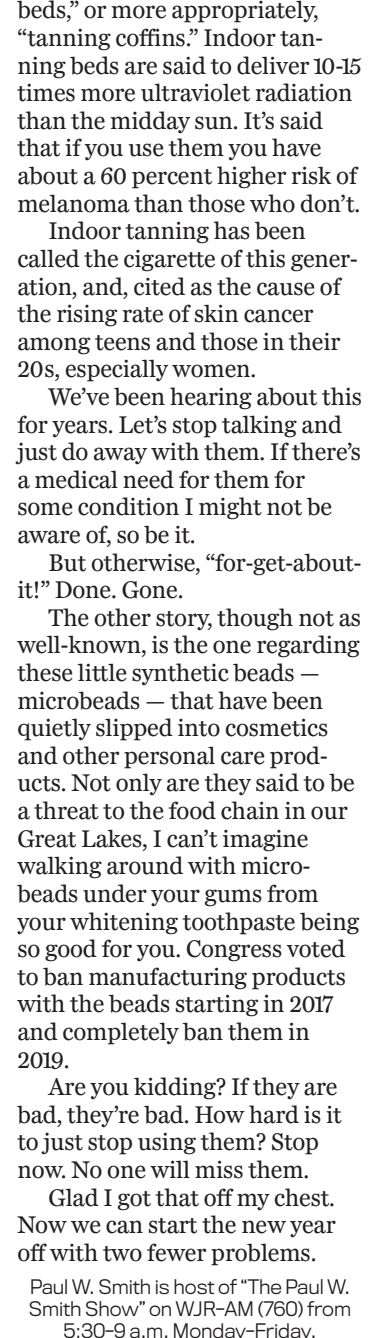 beds,” or more appropriately,
“tanning coffins.” Indoor tan-
ning beds are said to deliver 10-15
times more ultraviolet radiation
than the midday sun. It’s said
that if you use them you have
about a 60 percent higher risk of
melanoma than those who don’t.
Indoor tanning has been
called the cigarette of this gener-
ation, and, cited as the cause of
the rising rate of skin cancer
among teens and those in their
20s, especially women.
We’ve been hearing about this
for years. Let’s stop talking and
just do away with them. If there’s
a medical need for them for
some condition I might not be
aware of, so be it.
But otherwise, “for-get-about-
it!” Done. Gone.
The other story, though not as
well-known, is the one regarding
these little synthetic beads —
microbeads — that have been
quietly slipped into cosmetics
and other personal care prod-
ucts. Not only are they said to be
a threat to the food chain in our
Great Lakes, I can’t imagine
walking around with micro-
beads under your gums from
your whitening toothpaste being
so good for you. Congress voted
to ban manufacturing products
with the beads starting in 2017
and completely ban them in
2019.
Are you kidding? If they are
bad, they’re bad. How hard is it
to just stop using them? Stop
now. No one will miss them.
Glad I got that off my chest.
Now we can start the new year
off with two fewer problems.
Paul W. Smith is host of “The Paul W.
Smith Show” on WJR-AM (760) from
5:30-9 a.m. Monday-Friday.